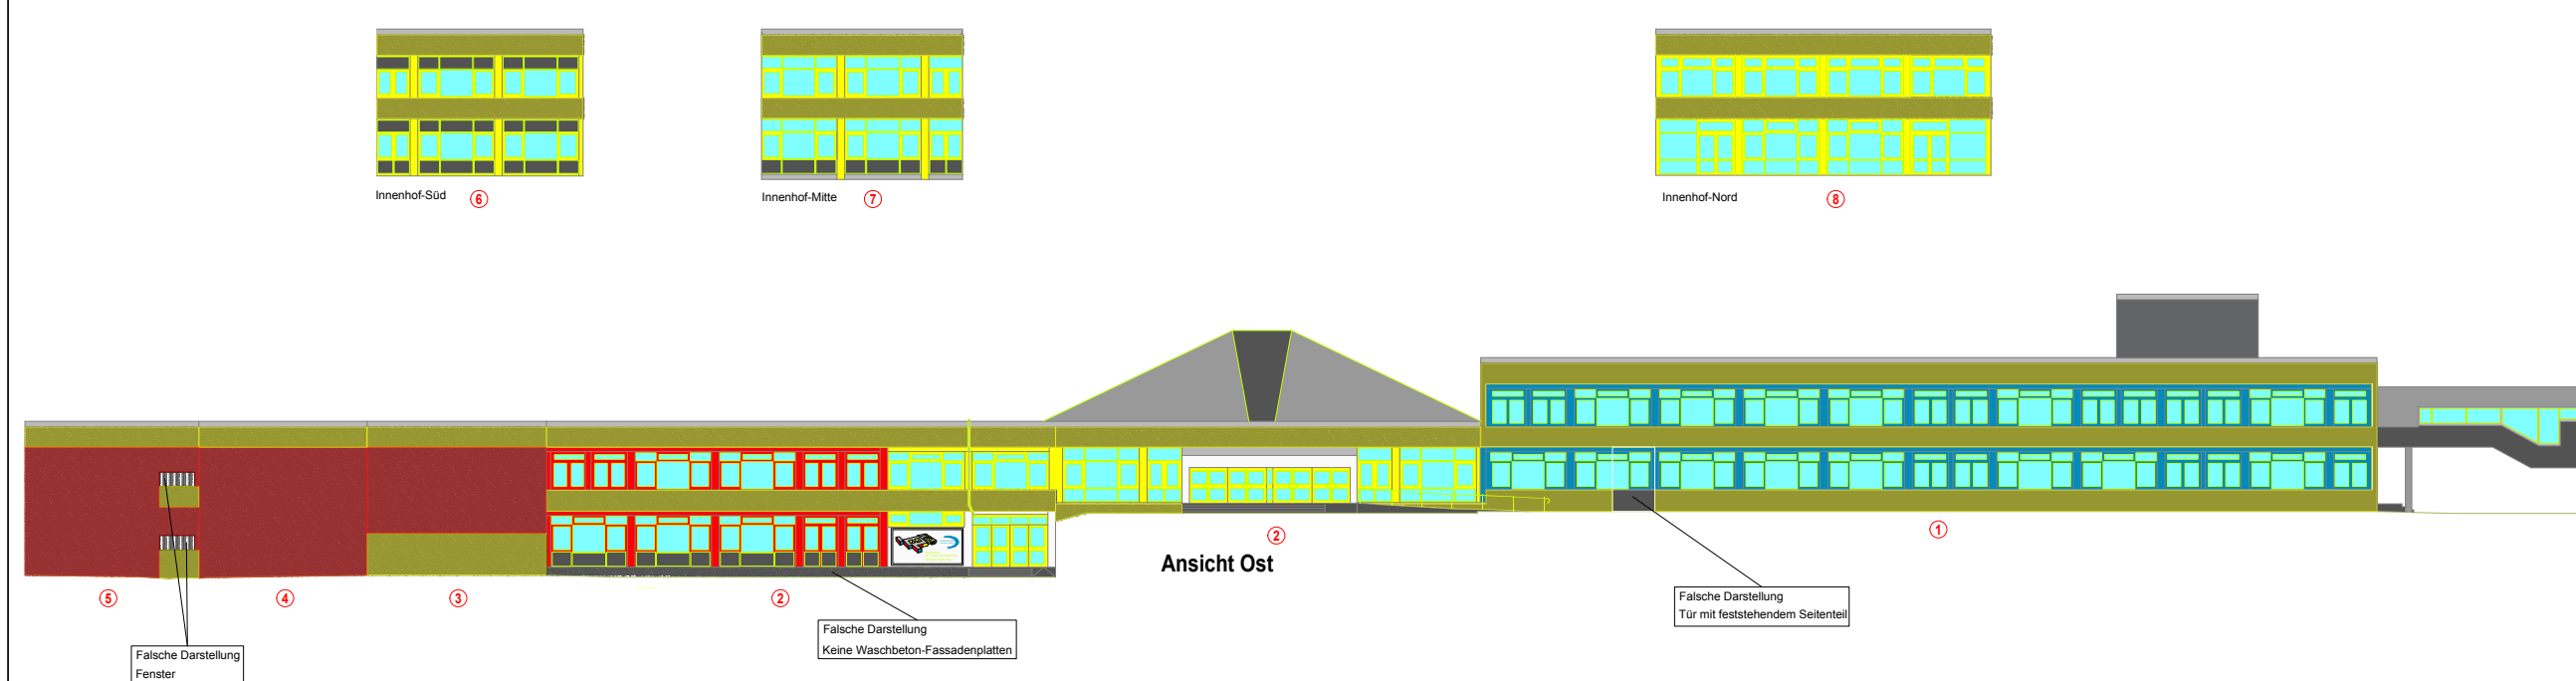 Innenhof-Süd
6
Innenhof-Mitte
7
Innenhof-Nord
8
Ansicht Ost
5
4
3
2
2
1
Falsche Darstellung
Fenster
Falsche Darstellung
Keine Waschbeton-Fassadenplatten
Falsche Darstellung
Tür mit feststehendem Seitenteil